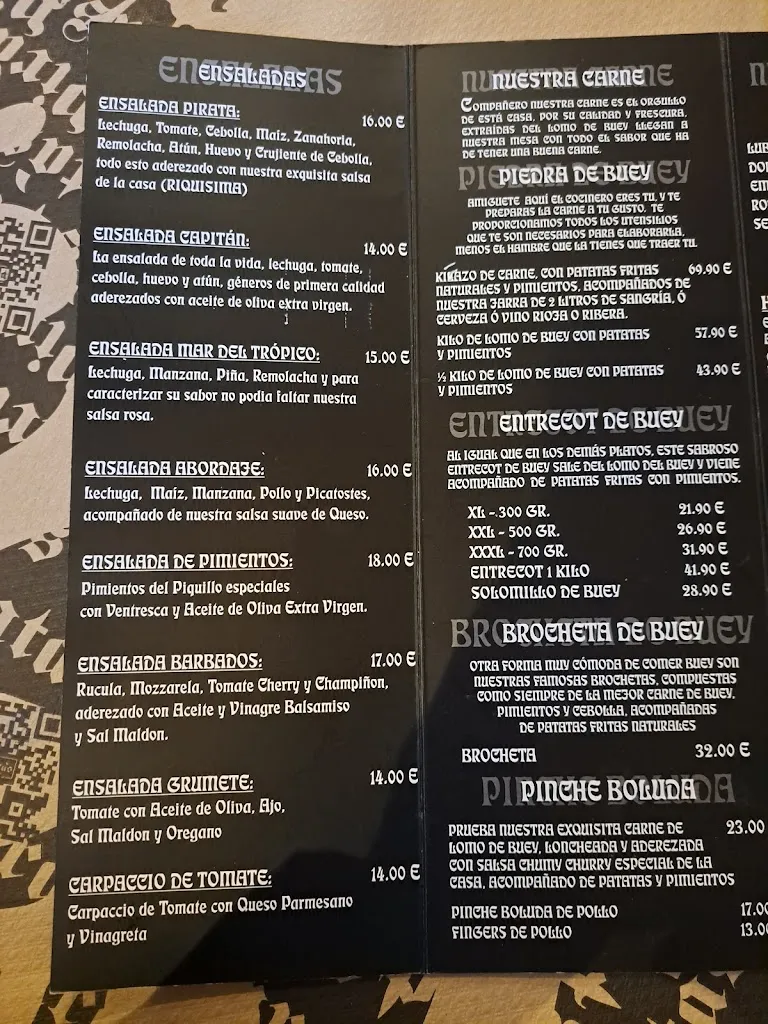 ENSALADAS
ENSALADA PIRATA: 16.00 €
Lechuga, Tomate, Cebolla, Maíz, Zanahoria,
Remolacha, Atún, Huevo y Crujiente de Cebolla,
todo esto aderezado con nuestra exquisita salsa
de la casa (RIQUISIMA)
ENSALADA CAPITÁN: 14.00 €
La ensalada de toda la vida, lechuga, tomate,
cebolla, huevo y atún, géneros de primera calidad
aderezados con aceite de oliva extra virgen.
ENSALADA MAR DEL TRÓPICO: 15.00 €
Lechuga, Manzana, Piña, Remolacha y para
caracterizar su sabor no podia faltar nuestra
salsa rosa.
ENSALADA ABORDAJE: 16.00 €
Lechuga, Maíz, Manzana, Pollo y Picatostes,
acompañado de nuestra salsa suave de Queso.
ENSALADA DE PIMIENTOS: 18.00 €
Pimientos del Piquillo especiales
con Ventresca y Aceite de Oliva Extra Virgen.
ENSALADA BARBADOS: 17.00 €
Rucula, Mozzarela, Tomate Cherry y Champiñon,
aderezado con Aceite y Vinagre Balsamiso
y Sal Maldon.
ENSALADA GRUMETE: 14.00 €
Tomate con Aceite de Oliva, Ajo,
Sal Maldon y Oregano
CARPACCIO DE TOMATE: 14.00 €
Carpaccio de Tomate con Queso Parmesano
y Vinagreta
NUESTRA CARNE
COMPAÑERO NUESTRA CARNE ES EL ORGULLO
DE ESTÁ CASA, POR SU CALIDAD Y FRESCURA,
EXTRAÍDAS DEL LOMO DE BUEY LLEGAN A
NUESTRA MESA CON TODO EL SABOR QUE HA
DE TENER UNA BUENA CARNE.
PIEDRA DE BUEY
AMIGUETE AQUÍ EL COCINERO ERES TU, Y TE
PREPARAS LA CARNE A TU GUSTO. TE
PROPORCIONAMOS TODOS LOS UTENSILIOS
QUE TE SON NECESARIOS PARA ELABORARLA,
MENOS EL HAMBRE QUE LA TIENES QUE TRAER TU.
KILAZO DE CARNE, CON PATATAS FRITAS 69.90 €
NATURALES Y PIMIENTOS, ACOMPAÑADOS DE
NUESTRA JARRA DE 2 LITROS DE SANGRÍA, Ó
CERVEZA Ó VINO RIOJA O RIBERA.
KILO DE LOMO DE BUEY CON PATATAS 57.90 €
Y PIMIENTOS
½ KILO DE LOMO DE BUEY CON PATATAS 43.90 €
Y PIMIENTOS
ENTRECOT DE BUEY
AL IGUAL QUE EN LOS DEMÁS PLATOS, ESTE SABROSO
ENTRECOT DE BUEY SALE DEL LOMO DEL BUEY Y VIENE
ACOMPAÑADO DE PATATAS FRITAS CON PIMIENTOS.
XL - 300 GR. 21.90 €
XXL - 500 GR. 26.90 €
XXXL - 700 GR. 31.90 €
ENTRECOT 1 KILO 41.90 €
SOLOMILLO DE BUEY 28.90 €
BROCHETA DE BUEY
OTRA FORMA MUY CÓMODA DE COMER BUEY SON
NUESTRAS FAMOSAS BROCHETAS, COMPUESTAS
COMO SIEMPRE DE LA MEJOR CARNE DE BUEY,
PIMIENTOS Y CEBOLLA, ACOMPAÑADAS
DE PATATAS FRITAS NATURALES
BROCHETA 32.00 €
PINCHE BOLUDA
PRUEBA NUESTRA EXQUISITA CARNE DE 23.00
LOMO DE BUEY, LONCHEADA Y ADEREZADA
CON SALSA CHUMY CHURRY ESPECIAL DE LA
CASA, ACOMPAÑADO DE PATATAS Y PIMIENTOS
PINCHE BOLUDA DE POLLO 17.00
FINGERS DE POLLO 13.00